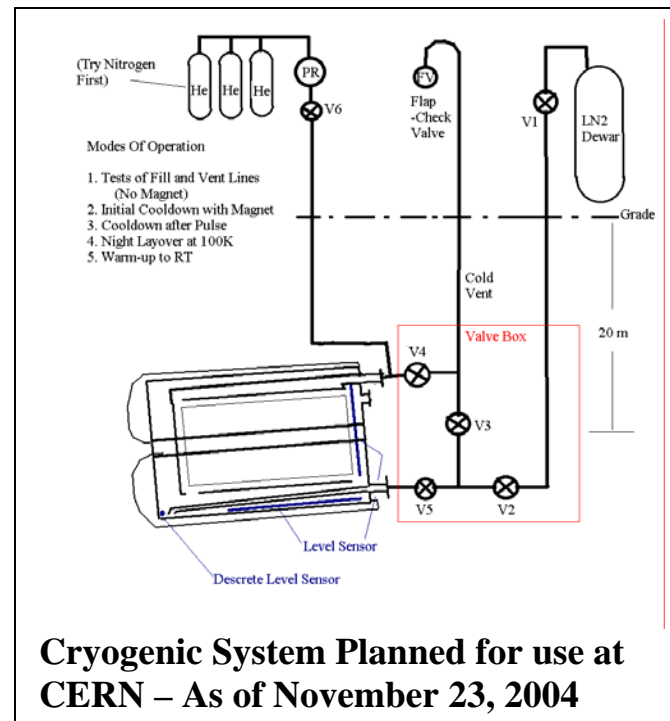 (Try Nitrogen
First)
He
He
He
PR
V6
FV
Flap
-Check
Valve
V1
LN2
Dewar
Modes Of Operation
1. Tests of Fill and Vent Lines
(No Magnet)
2. Initial Cooldown with Magnet
3. Cooldown after Pulse
4. Night Layover at 100K
5. Warm-up to RT
Grade
Cold
Vent
20 m
Valve Box
V4
V3
V5
V2
Level Sensor
Descrete Level Sensor
Cryogenic System Planned for use at
CERN – As of November 23, 2004